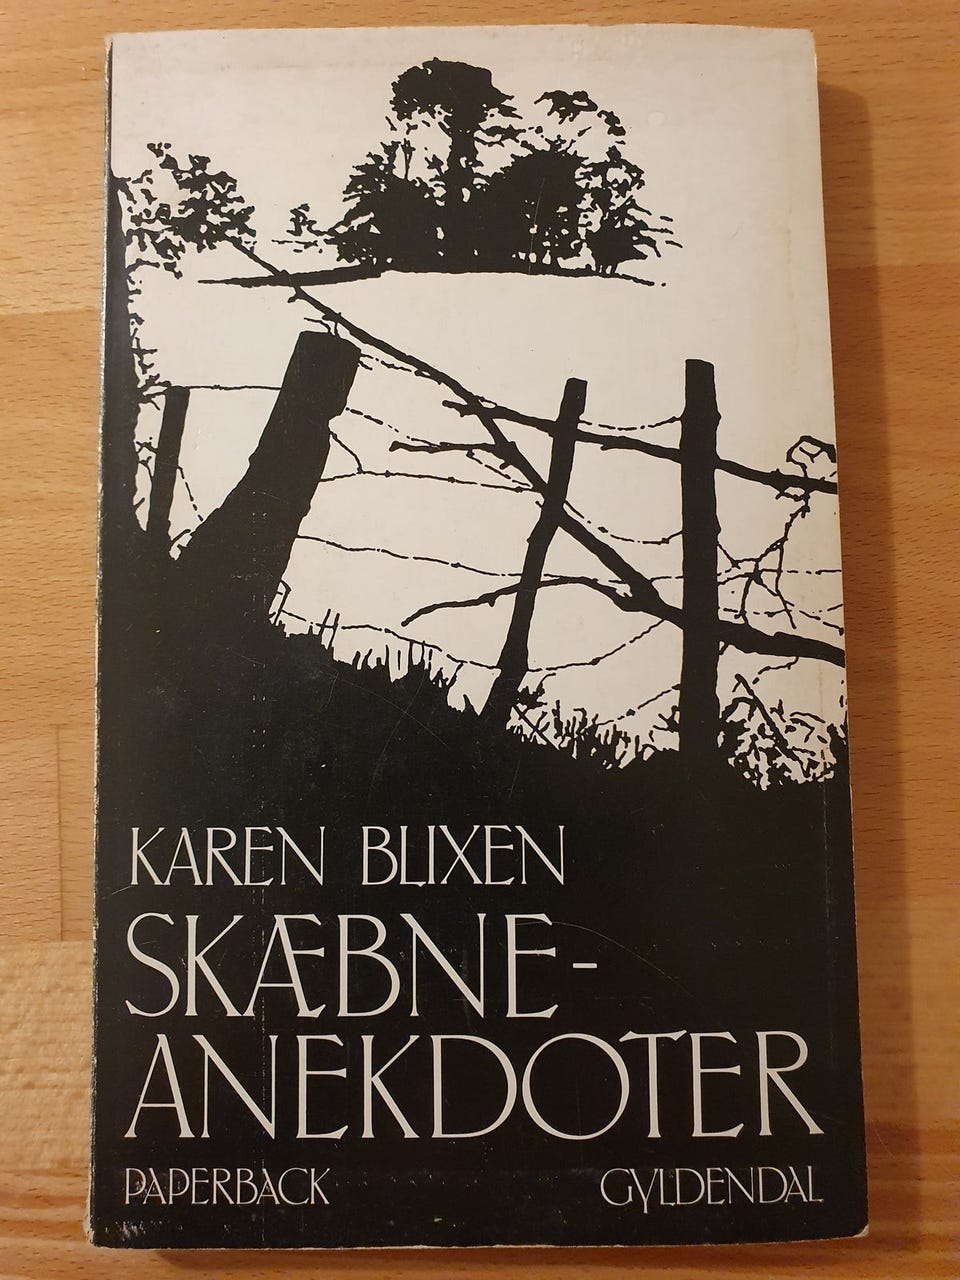 KAREN BLIXEN
SKÆBNE-
ANEKDOTER
PAPERBACK GYLDENDAL